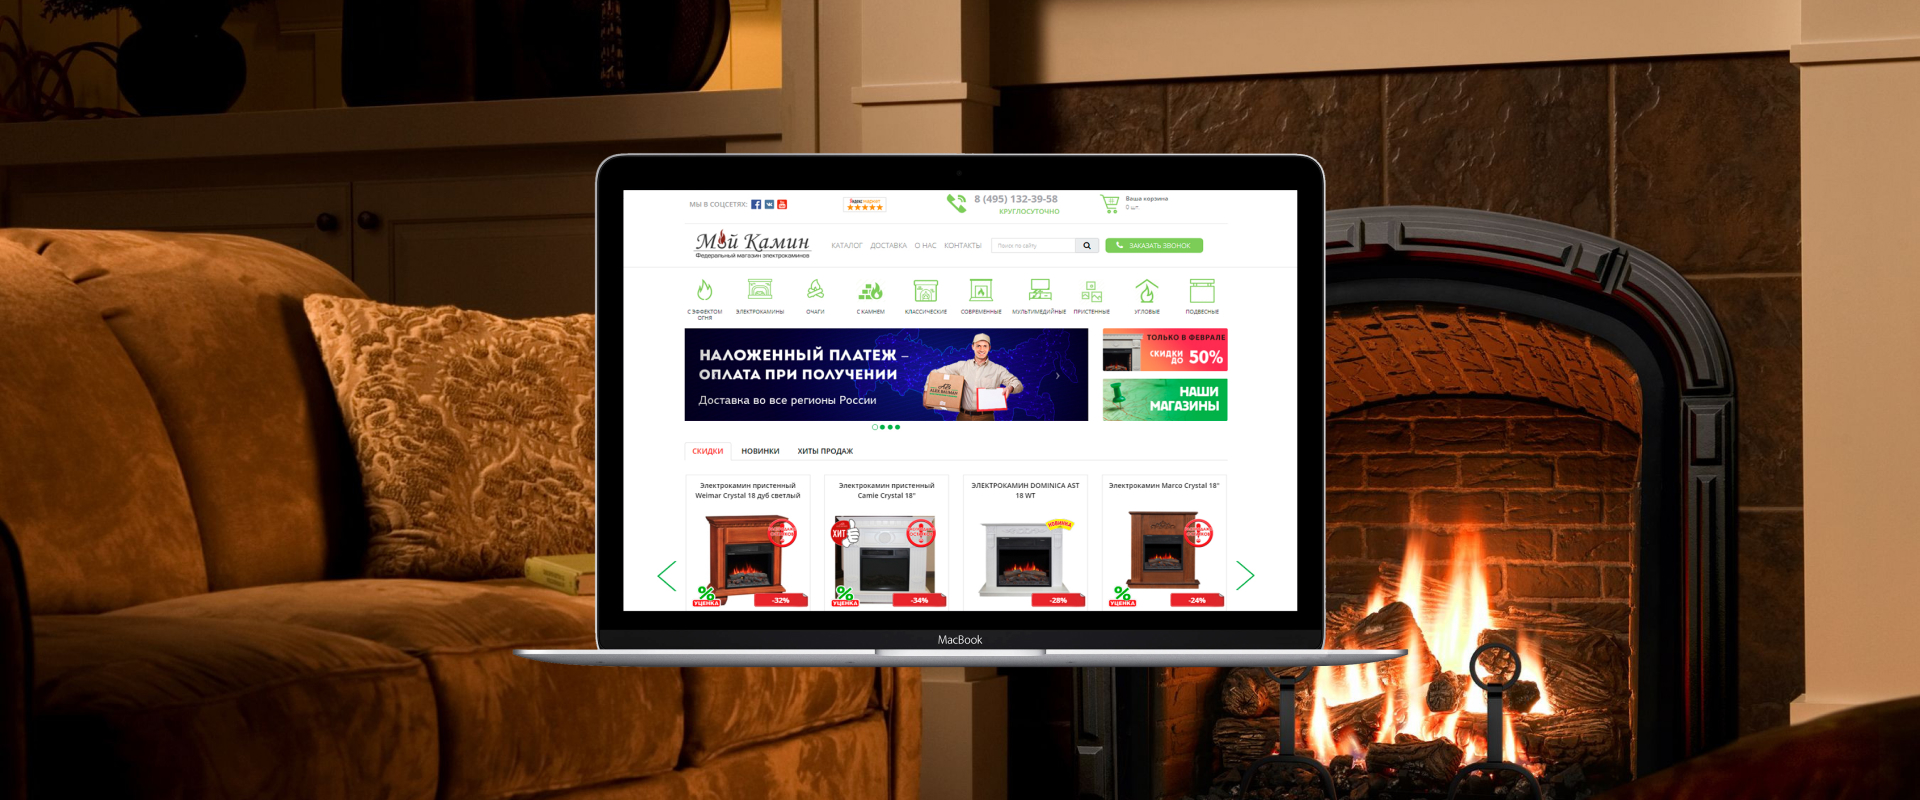 МЫ В СОЦСЕТЯХ:
Яндекс
8 (495) 132-39-58
КРУГЛОСУТОЧНО
Ваша корзина
0 шт.
Мой Камин
Федеральный магазин электрокаминов
КАТАЛОГ ДОСТАВКА О НАС КОНТАКТЫ
Поиск по сайту
ЗАКАЗАТЬ ЗВОНОК
С ЭФФЕКТОМ ОГНЯ
ЭЛЕКТРОКАМИНЫ
ОЧАГИ
С КАМНЕМ
КЛАССИЧЕСКИЕ
СОВРЕМЕННЫЕ
МУЛЬТИМЕДИЙНЫЕ
ПРИСТЕННЫЕ
УГЛОВЫЕ
ПОДВЕСНЫЕ
НАЛОЖЕННЫЙ ПЛАТЕЖ –
ОПЛАТА ПРИ ПОЛУЧЕНИИ
Доставка во все регионы России
ТОЛЬКО В ФЕВРАЛЕ
СКИДКИ ДО 50%
НАШИ
МАГАЗИНЫ
СКИДКИ НОВИНКИ ХИТЫ ПРОДАЖ
Электрокамин пристенный
Weimar Crystal 18 дуб светлый
Электрокамин пристенный
Camie Crystal 18"
ЭЛЕКТРОКАМИН DOMINICA AST
18 WT
Электрокамин Marco Crystal 18"
ХИТ
НОВИНКА
УЦЕНКА
-32%
УЦЕНКА
-34%
-28%
УЦЕНКА
-24%
MacBook